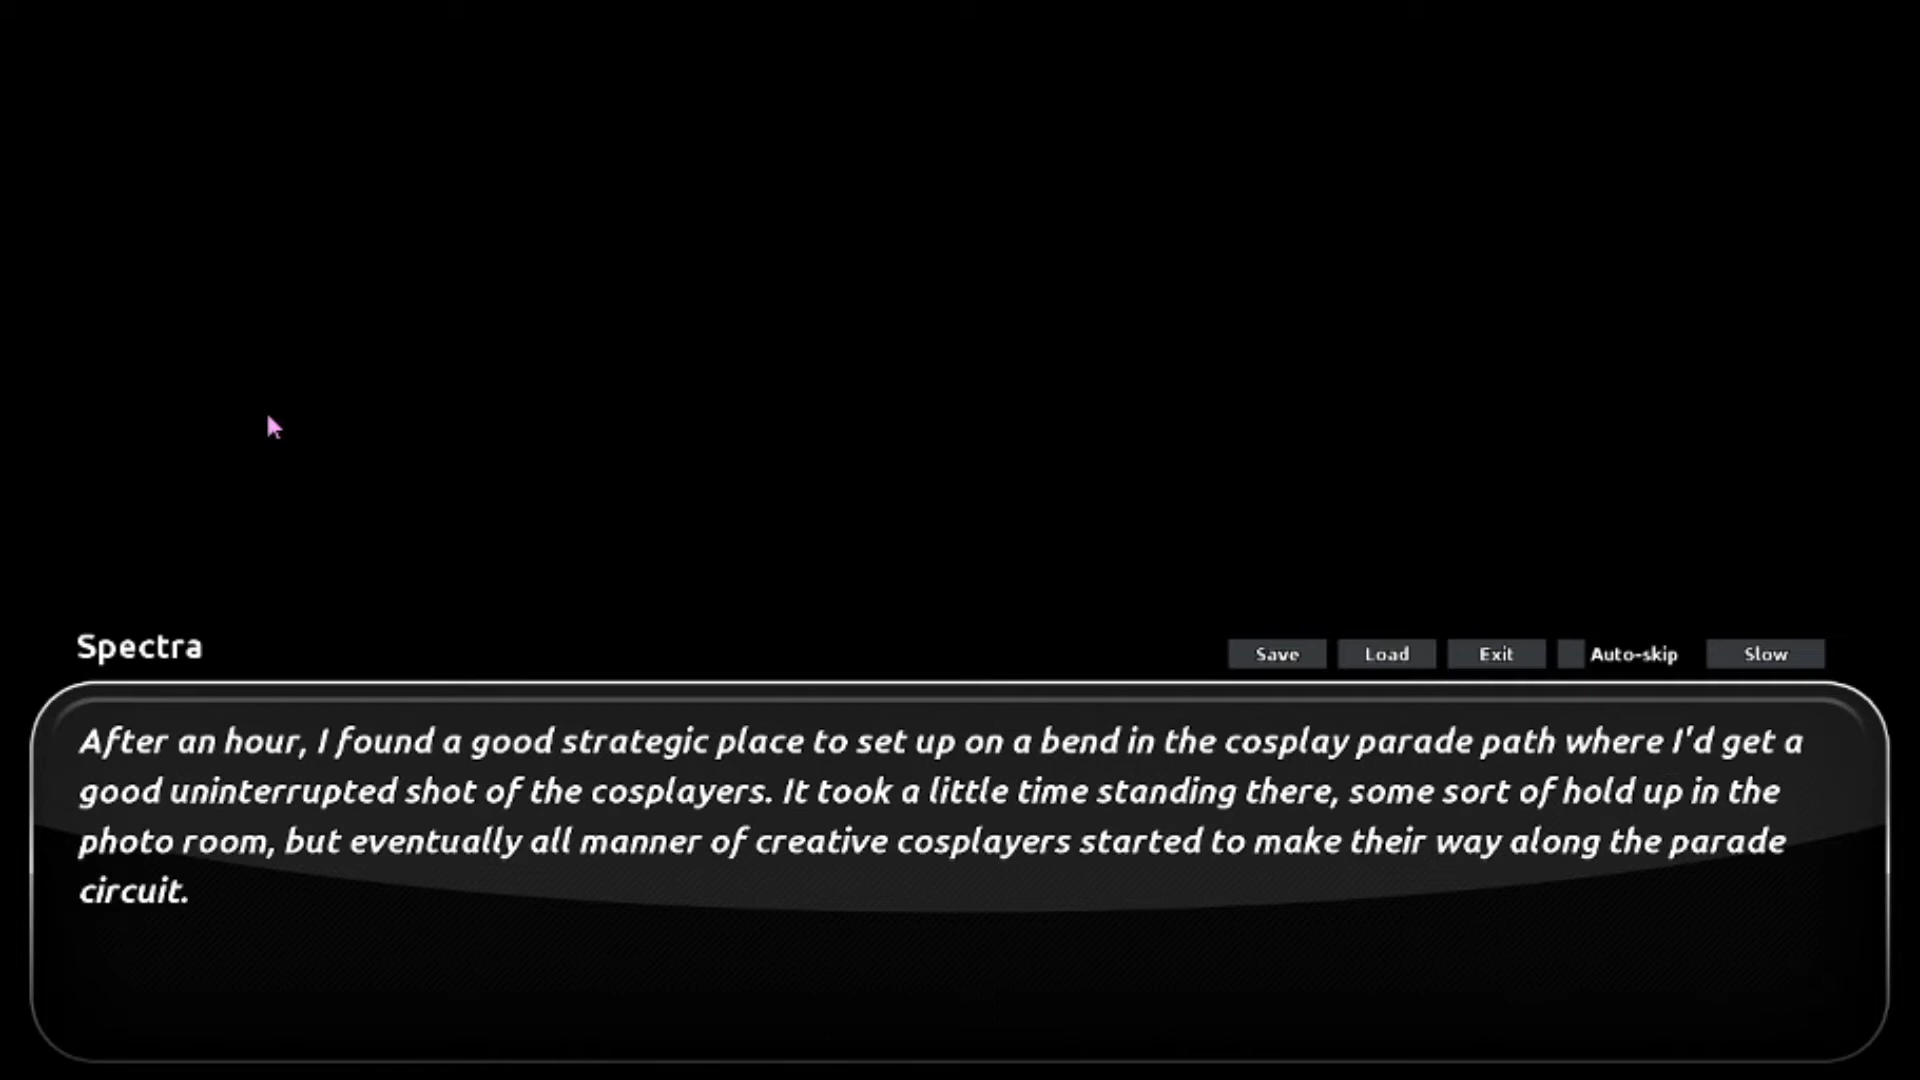 Spectra
Save Load Exit Auto-skip Slow
After an hour, I found a good strategic place to set up on a bend in the cosplay parade path where I'd get a
good uninterrupted shot of the cosplayers. It took a little time standing there, some sort of hold up in the
photo room, but eventually all manner of creative cosplayers started to make their way along the parade
circuit.